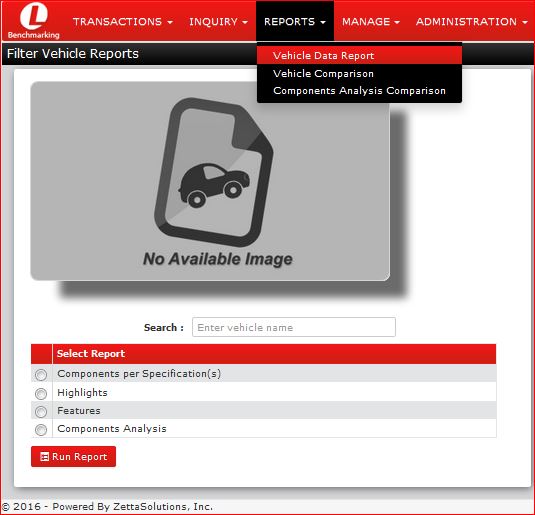 L
Benchmarking
TRANSACTIONS INQUIRY REPORTS MANAGE ADMINISTRATION
Filter Vehicle Reports
Vehicle Data Report
Vehicle Comparison
Components Analysis Comparison
No Available Image
Search : Enter vehicle name
Select Report
Components per Specification(s)
Highlights
Features
Components Analysis
Run Report
© 2016 - Powered By ZettaSolutions, Inc.